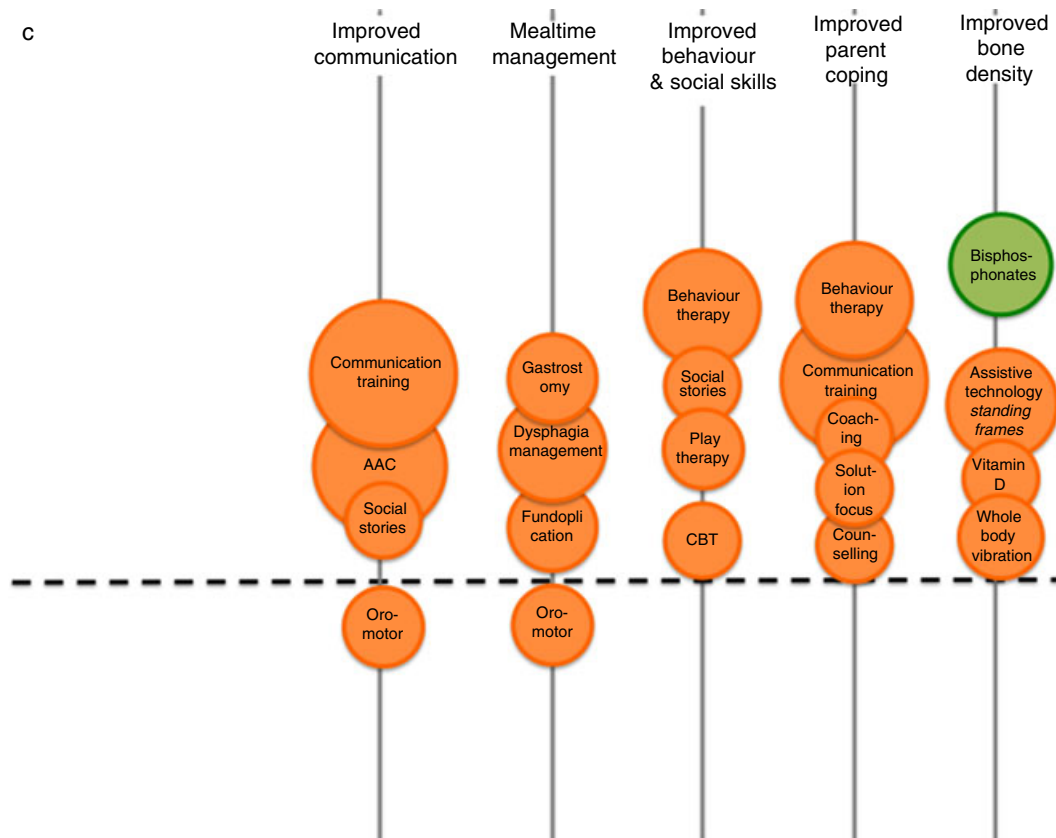 c
Improved
communication
Mealtime
management
Improved
behaviour
& social skills
Improved
parent
coping
Improved
bone
density
Communication
training
AAC
Social
stories
Oro-
motor
Gastrost
omy
Dysphagia
management
Fundopli
cation
Oro-
motor
Behaviour
therapy
Social
stories
Play
therapy
CBT
Behaviour
therapy
Communication
training
Coach-
ing
Solut-
ion
focus
Coun-
selling
Bisphos-
phonates
Assistive
technology
standing
frames
Vitamin
D
Whole
body
vibration